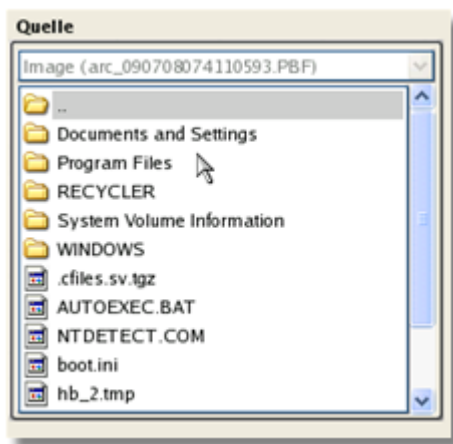 Quelle
Image (arc_090708074110593.PBF)
..
Documents and Settings
Program Files
RECYCLER
System Volume Information
WINDOWS
.cfiles.sv.tgz
AUTOEXEC.BAT
NTDETECT.COM
boot.ini
hb_2.tmp